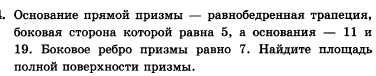 1. Основание прямой призмы — равнобедренная трапеция,
боковая сторона которой равна 5, а основания — 11 и
19. Боковое ребро призмы равно 7. Найдите площадь
полной поверхности призмы.